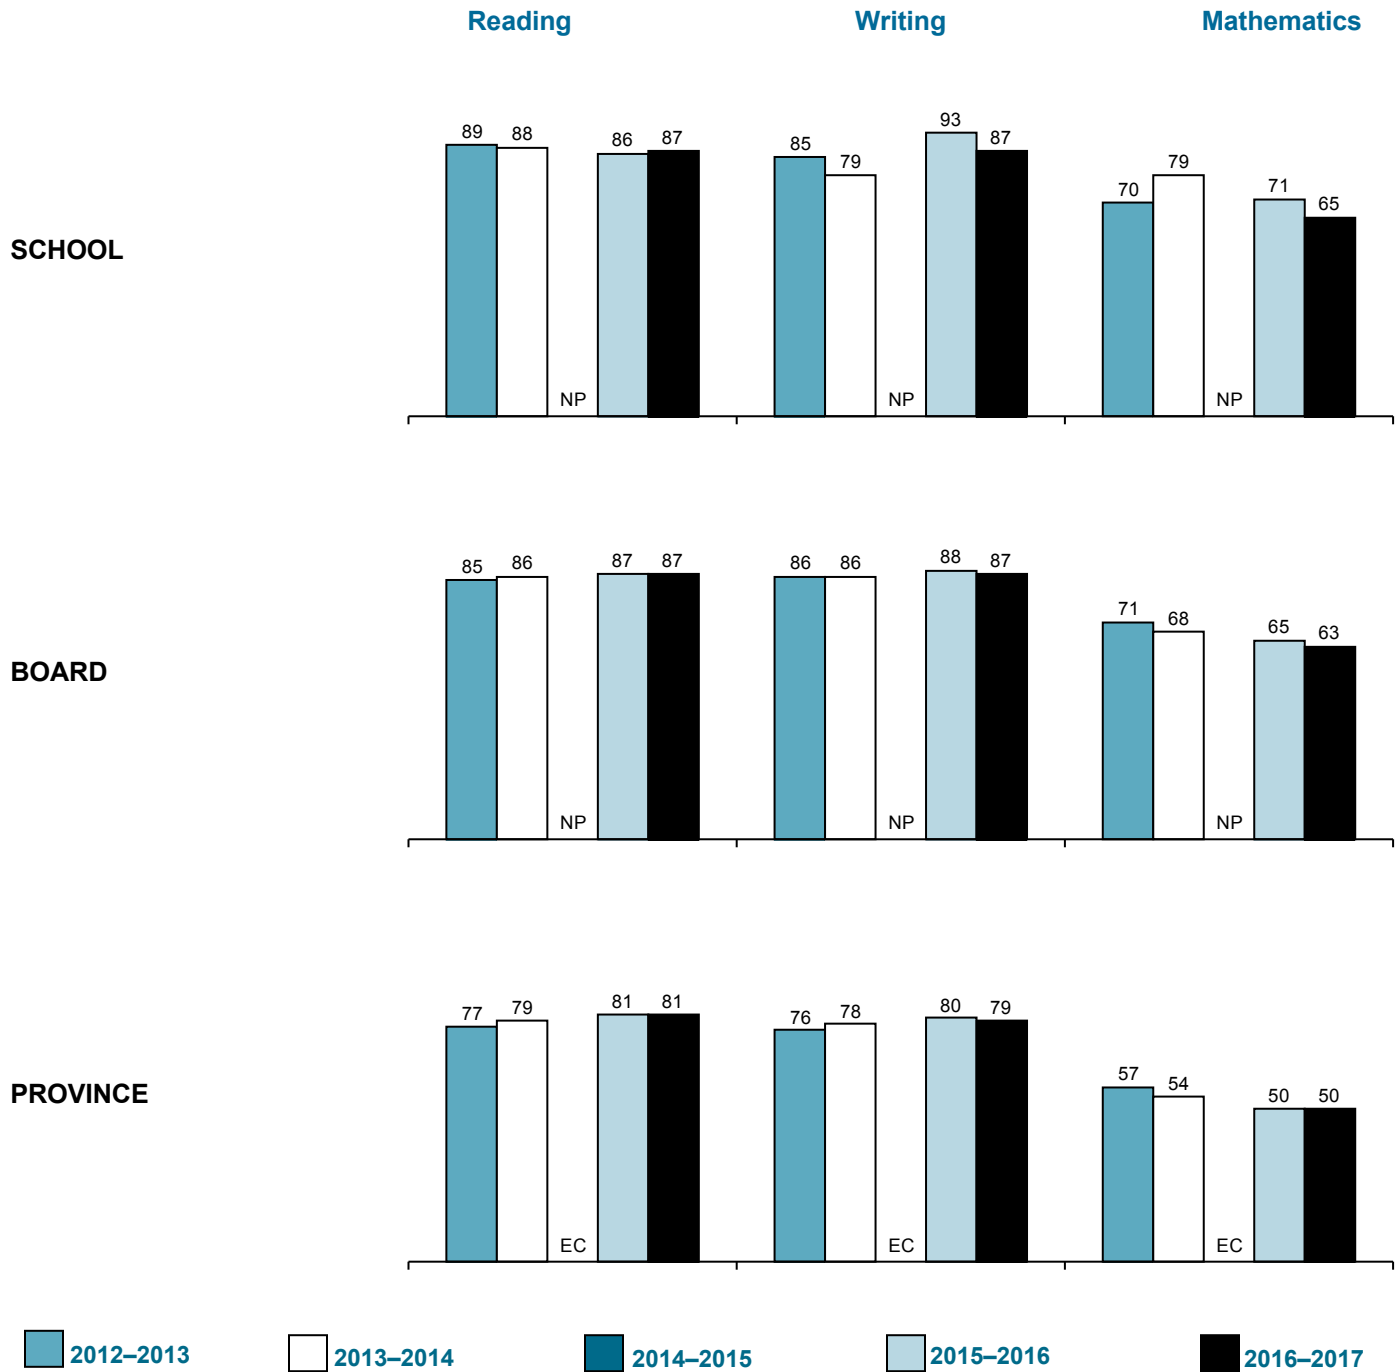 Reading Writing Mathematics
SCHOOL
89 88 NP 86 87 85 79 NP 93 87 70 79 NP 71 65
BOARD
85 86 NP 87 87 86 86 NP 88 87 71 68 NP 65 63
PROVINCE
77 79 EC 81 81 76 78 EC 80 79 57 54 EC 50 50
2012–2013 2013–2014 2014–2015 2015–2016 2016–2017